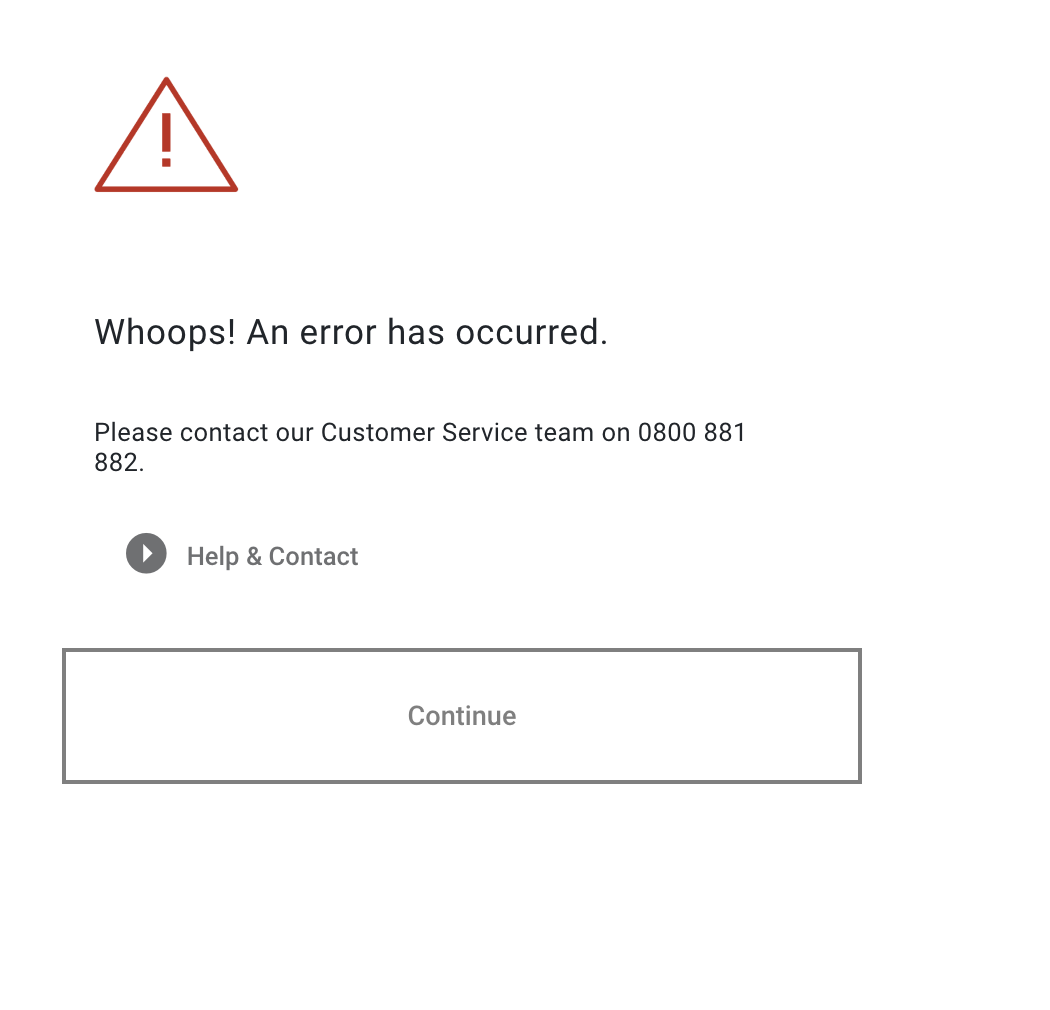 Whoops! An error has occurred.
Please contact our Customer Service team on 0800 881
882.
Help & Contact
Continue